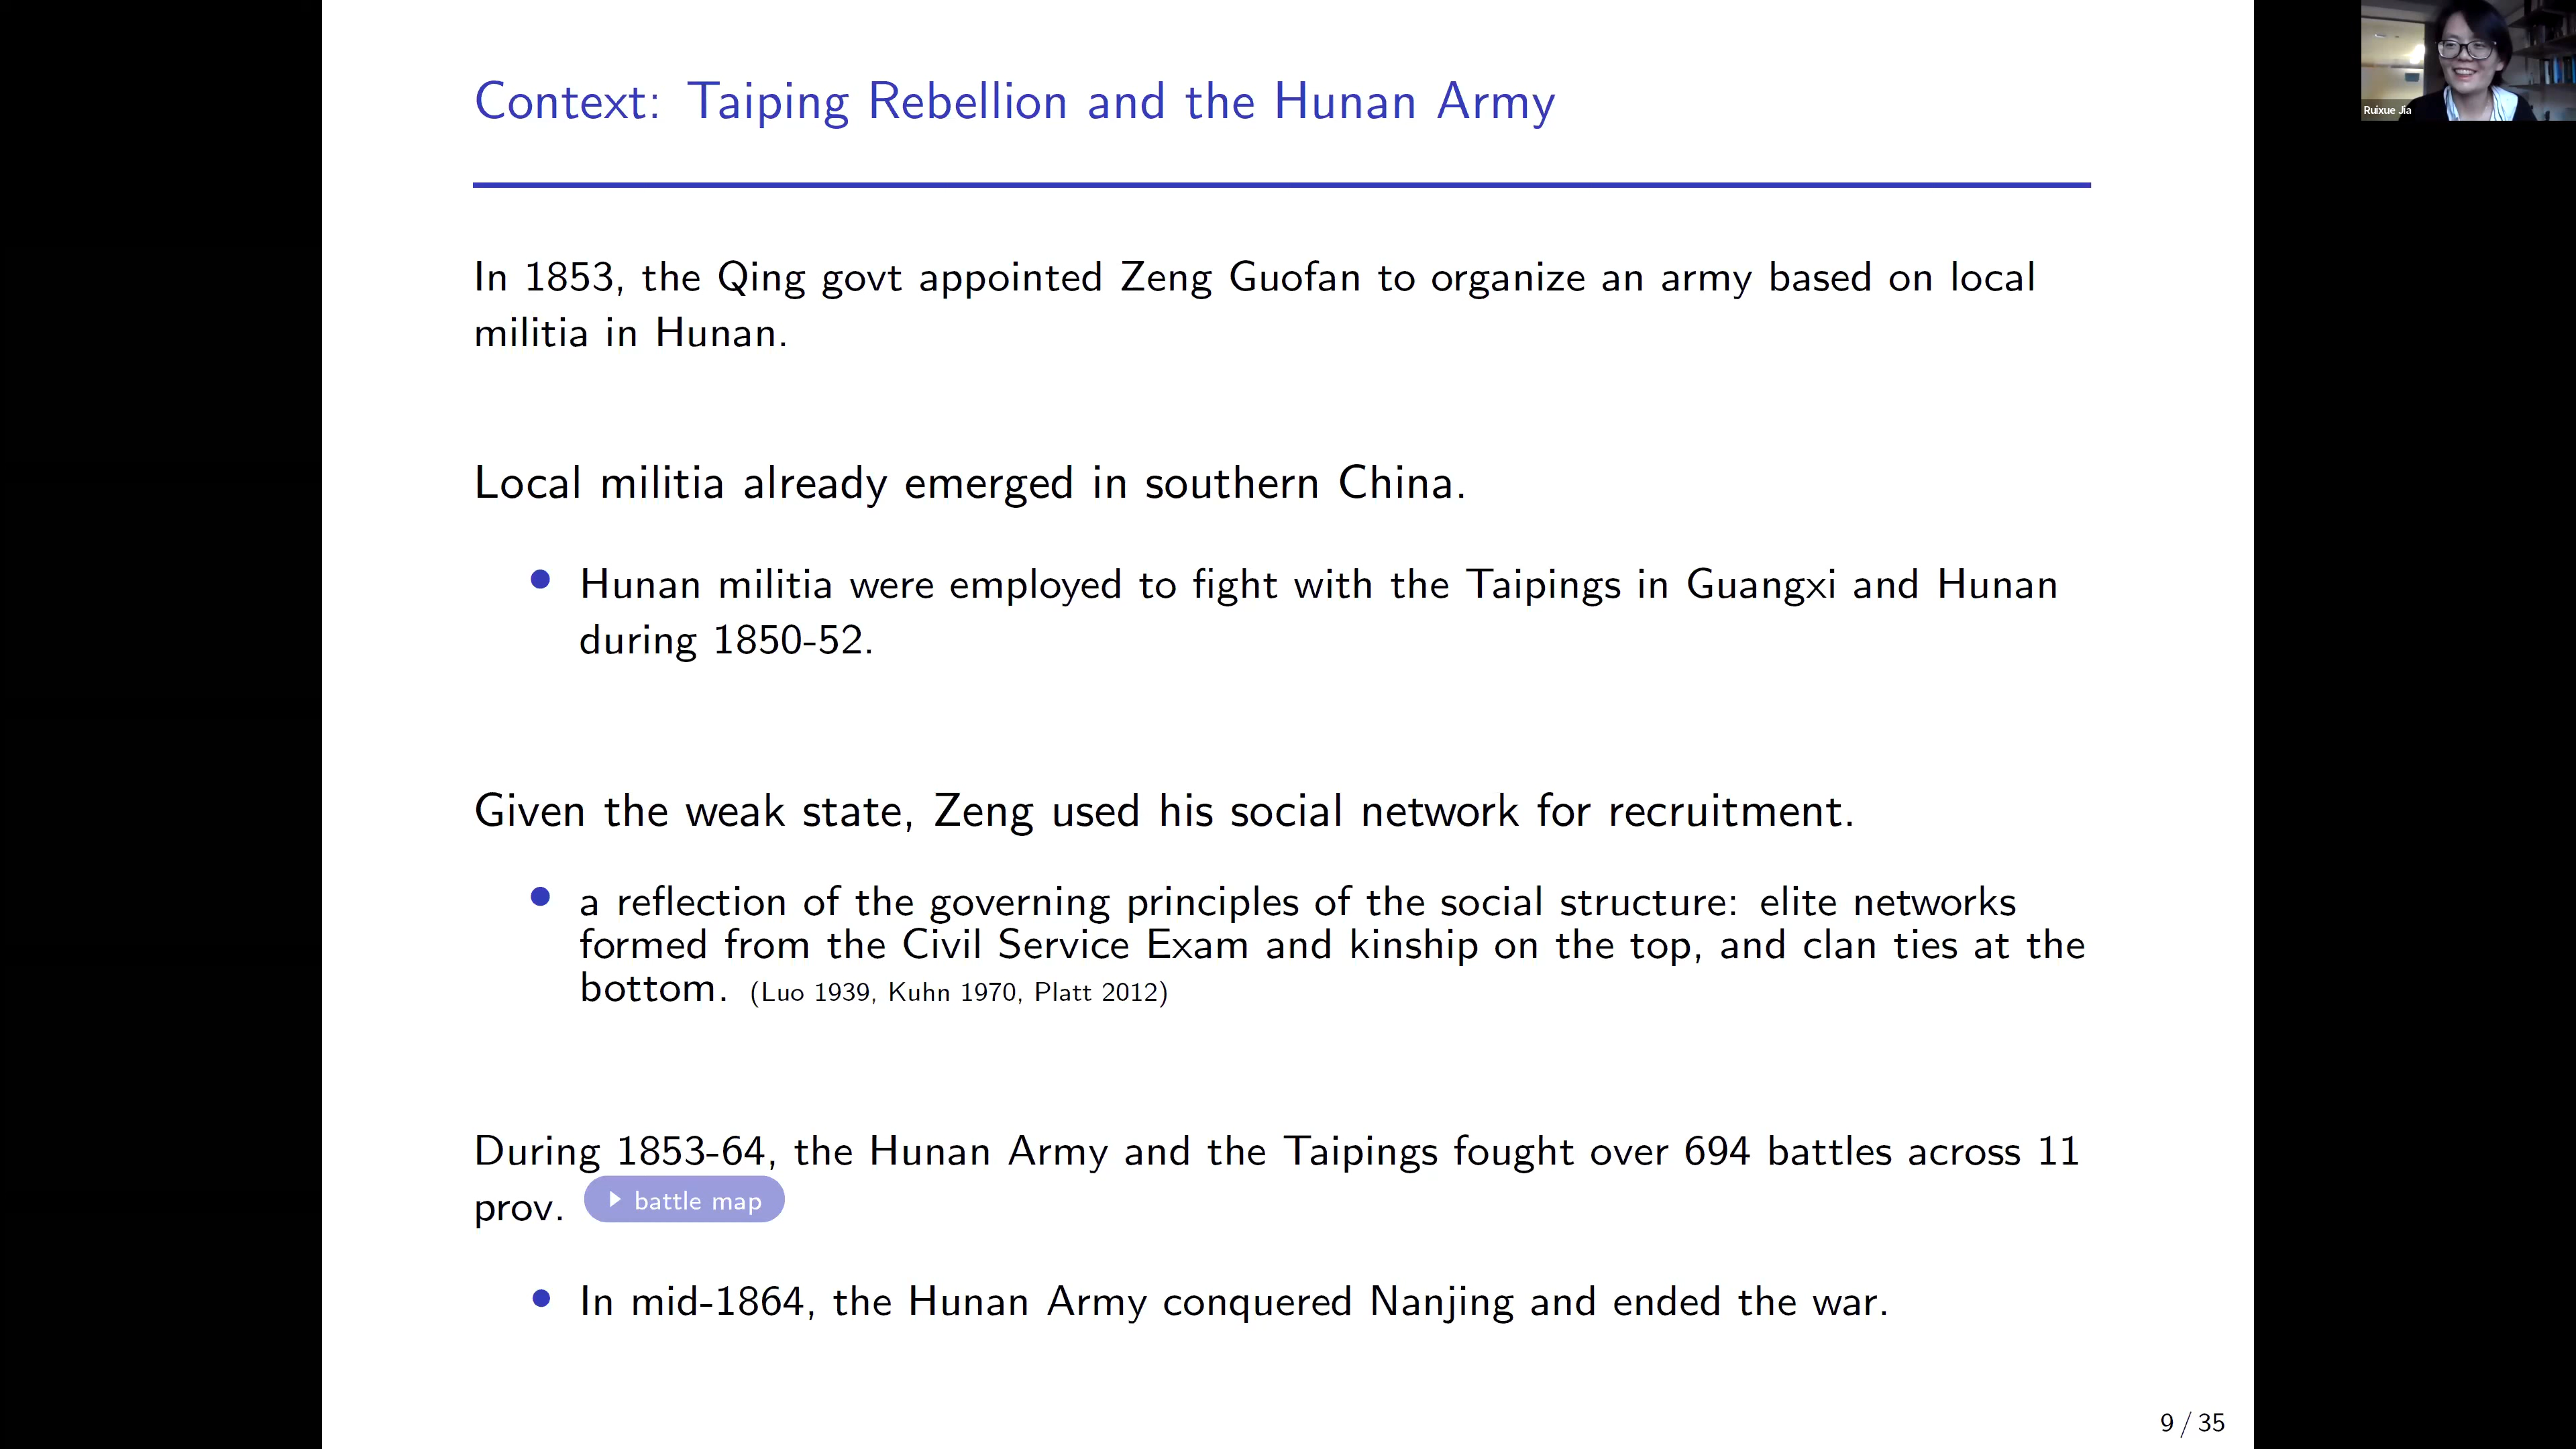 Context: Taiping Rebellion and the Hunan Army
Ruixue Jia
In 1853, the Qing govt appointed Zeng Guofan to organize an army based on local
militia in Hunan.
Local militia already emerged in southern China.
• Hunan militia were employed to fight with the Taipings in Guangxi and Hunan
during 1850-52.
Given the weak state, Zeng used his social network for recruitment.
• a reflection of the governing principles of the social structure: elite networks
formed from the Civil Service Exam and kinship on the top, and clan ties at the
bottom. (Luo 1939, Kuhn 1970, Platt 2012)
During 1853-64, the Hunan Army and the Taipings fought over 694 battles across 11
prov. battle map
• In mid-1864, the Hunan Army conquered Nanjing and ended the war.
9 / 35